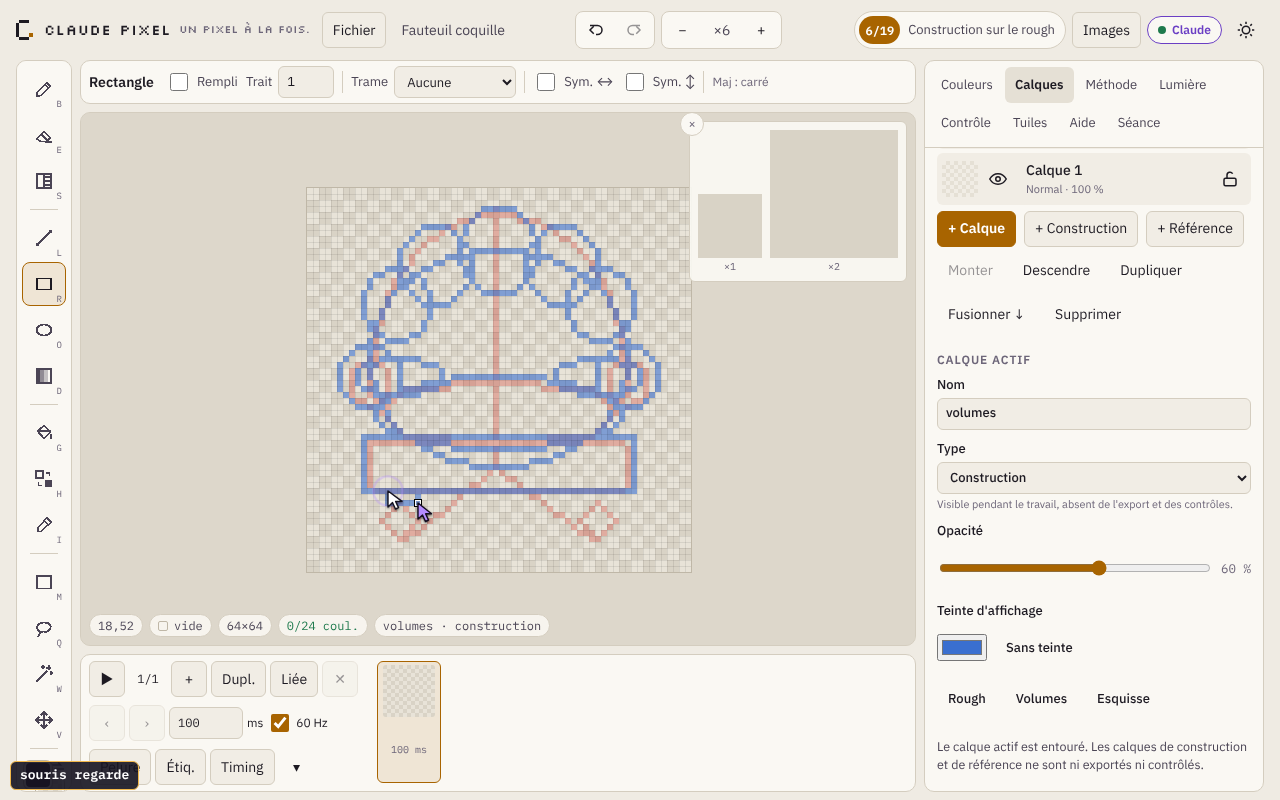 CLAUDE PIXEL UN PIXEL À LA FOIS. Fichier Fauteuil coquille − ×6 + 6/19 Construction sur le rough Images Claude
Rectangle Rempli Trait 1 Trame Aucune Sym. ↔ Sym. ↕ Maj : carré
B
E
S
L
R
O
D
G
H
I
M
Q
W
V
×
×1 ×2
18,52 vide 64×64 0/24 coul. volumes · construction
1/1 + Dupl. Liée ×
‹ › 100 ms 60 Hz
Étiq. Timing ▼
100 ms
souris regarde
Couleurs Calques Méthode Lumière
Contrôle Tuiles Aide Séance
Calque 1
Normal · 100 %
+ Calque + Construction + Référence
Monter Descendre Dupliquer
Fusionner ↓ Supprimer
CALQUE ACTIF
Nom
volumes
Type
Construction
Visible pendant le travail, absent de l'export et des contrôles.
Opacité
60 %
Teinte d'affichage
Sans teinte
Rough Volumes Esquisse
Le calque actif est entouré. Les calques de construction
et de référence ne sont ni exportés ni contrôlés.